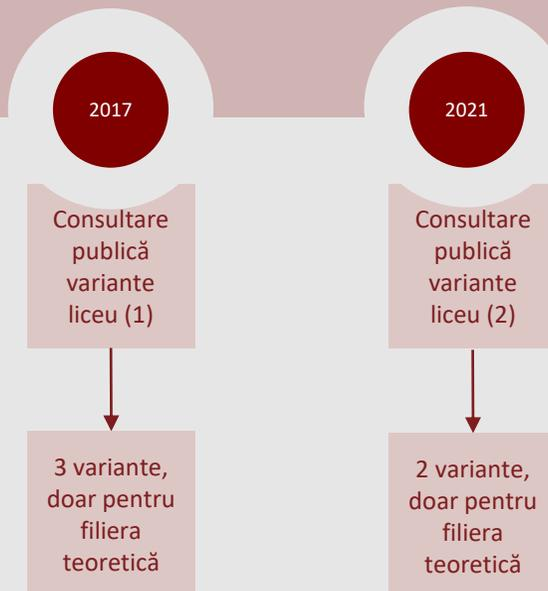 2017
Consultare
publică
variante
liceu (1)
3 variante,
doar pentru
filiera
teoretică
2021
Consultare
publică
variante
liceu (2)
2 variante,
doar pentru
filiera
teoretică